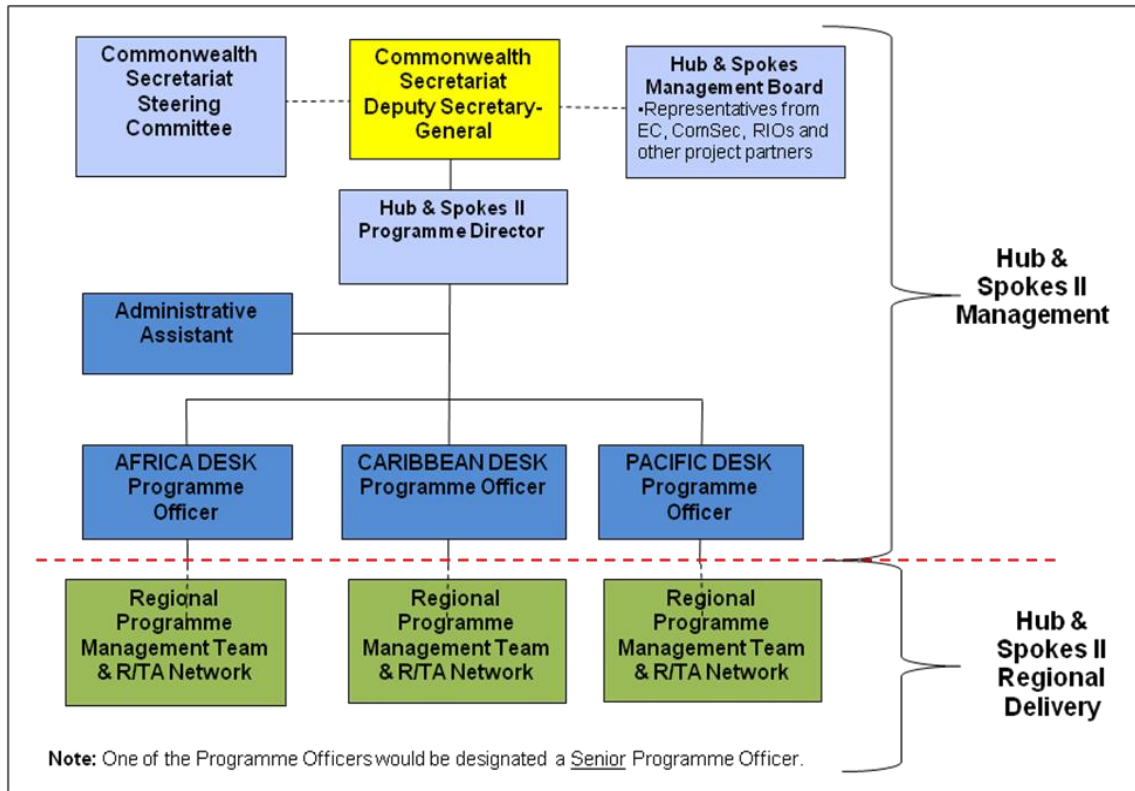 Commonwealth
Secretariat
Steering
Committee
Commonwealth
Secretariat
Deputy Secretary-
General
Hub & Spokes
Management Board
▪Representatives from
EC, ComSec, RIOs and
other project partners
Hub & Spokes II
Programme Director
Administrative
Assistant
Hub &
Spokes II
Management
AFRICA DESK
Programme
Officer
CARIBBEAN DESK
Programme Officer
PACIFIC DESK
Programme
Officer
Regional
Programme
Management Team
& R/TA Network
Regional
Programme
Management Team
& R/TA Network
Regional
Programme
Management Team
& R/TA Network
Hub &
Spokes II
Regional
Delivery
Note: One of the Programme Officers would be designated a Senior Programme Officer.